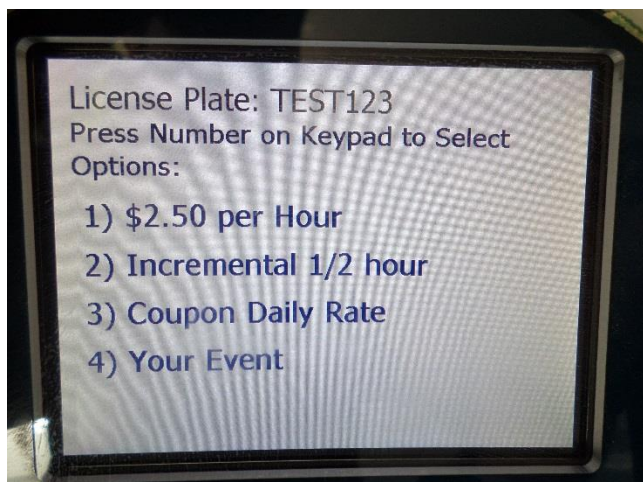 License Plate: TEST123
Press Number on Keypad to Select
Options:
1) $2.50 per Hour
2) Incremental 1/2 hour
3) Coupon Daily Rate
4) Your Event